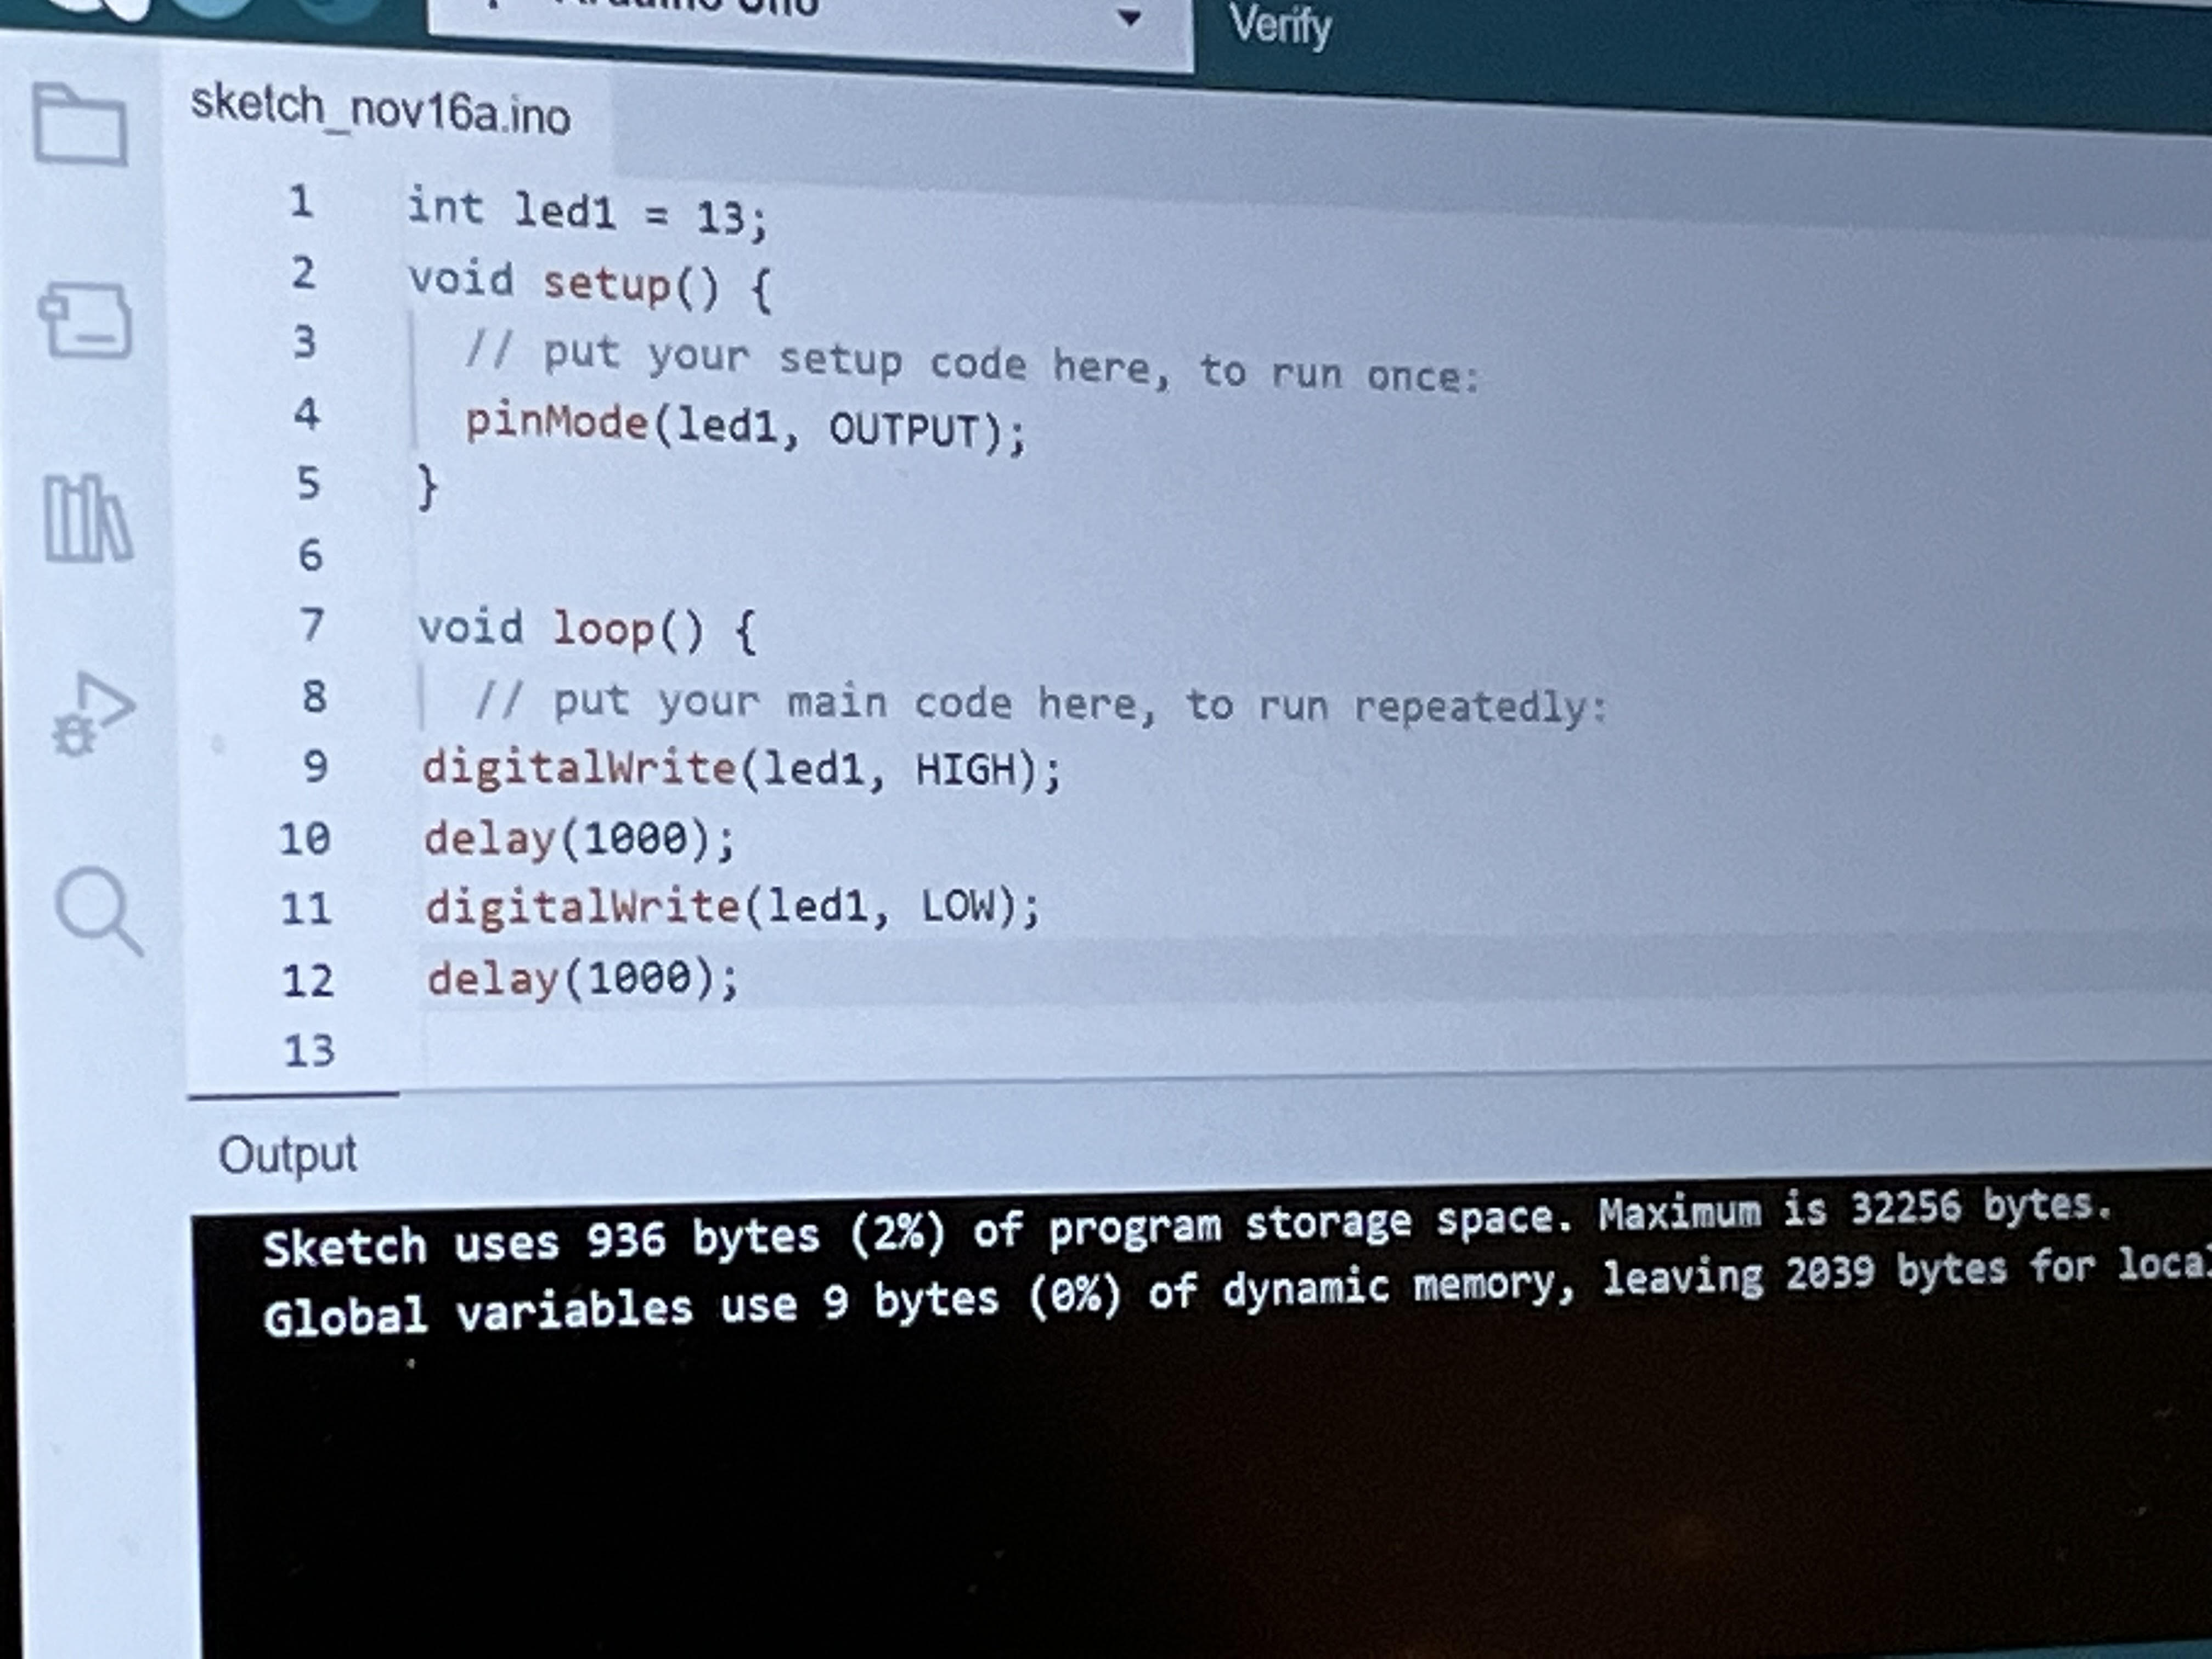 Verify
sketch_nov16a.ino
1 int led1 = 13;
2 void setup() {
3 // put your setup code here, to run once:
4 pinMode(led1, OUTPUT);
5 }
6
7 void loop() {
8 // put your main code here, to run repeatedly:
9 digitalWrite(led1, HIGH);
10 delay(1000);
11 digitalWrite(led1, LOW);
12 delay(1000);
13
Output
Sketch uses 936 bytes (2%) of program storage space. Maximum is 32256 bytes.
Global variables use 9 bytes (0%) of dynamic memory, leaving 2039 bytes for